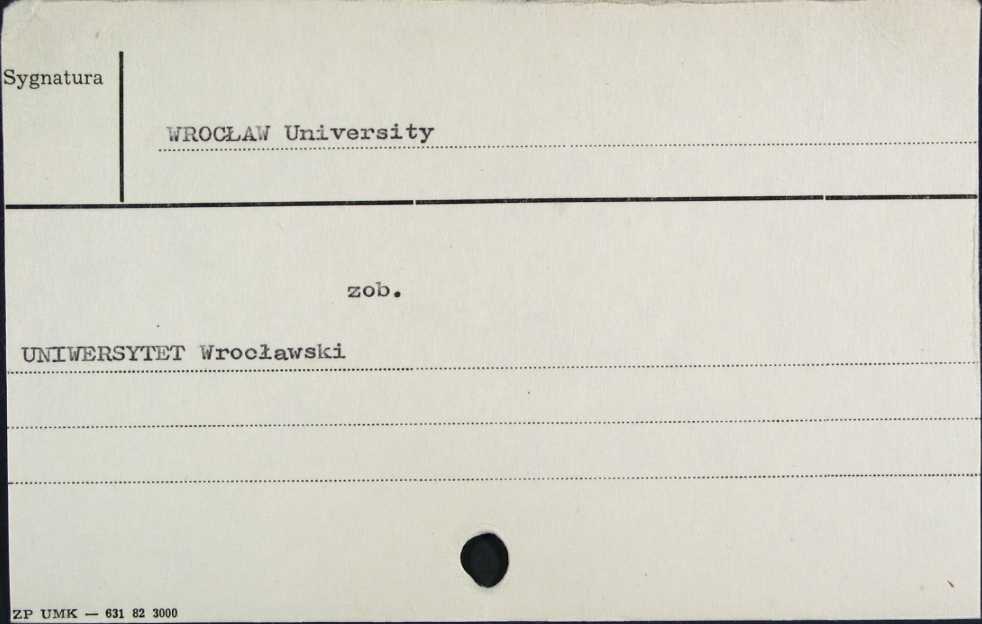 Sygnatura
WROCŁAW University
zob.
UNIWERSYTET Wrocławski
ZP UMK — 631 82 3000